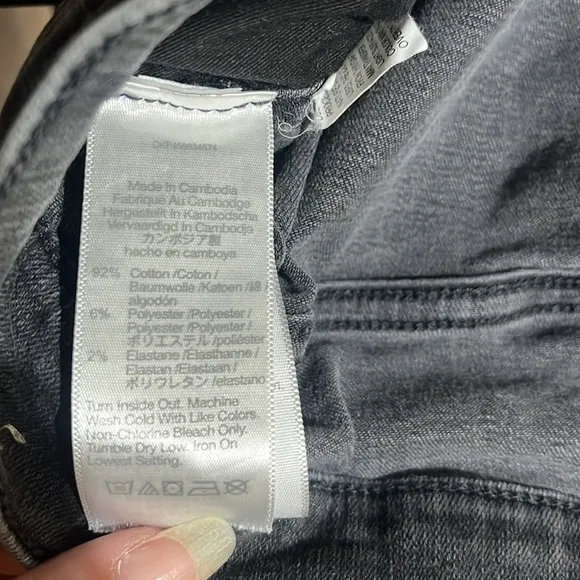 Made In Cambodia
Fabriqué Au Cambodge
Hergestellt In Kambodscha
Vervaardigd In Cambodja
カンボジア製
hecho en camboya
92% Cotton /Coton /
Baumwolle /Katoen /綿
algodón
6% Polyester /Polyester /
Polyester /Polyester /
ポリエステル /poliéster
2% Elastane /Elasthanne /
Elastan /Elastaan /
ポリウレタン /elastano
Turn Inside Out. Machine
Wash Cold With Like Colors.
Non-Chlorine Bleach Only.
Tumble Dry Low. Iron On
Lowest Setting.